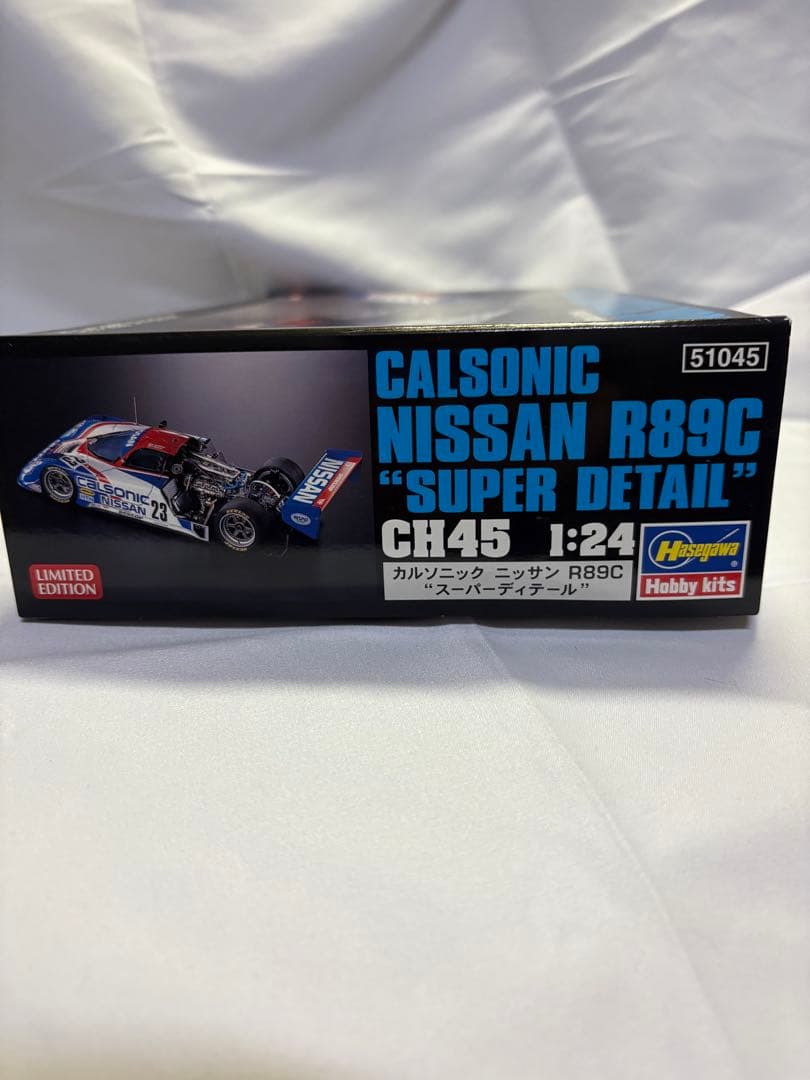 51045
CALSONIC
NISSAN R89C
“SUPER DETAIL”
CH45 1:24
カルソニック ニッサン R89C
“スーパーディテール”
Hasegawa
Hobby kits
LIMITED
EDITION
Calsonic
NISSAN
23
NISSAN